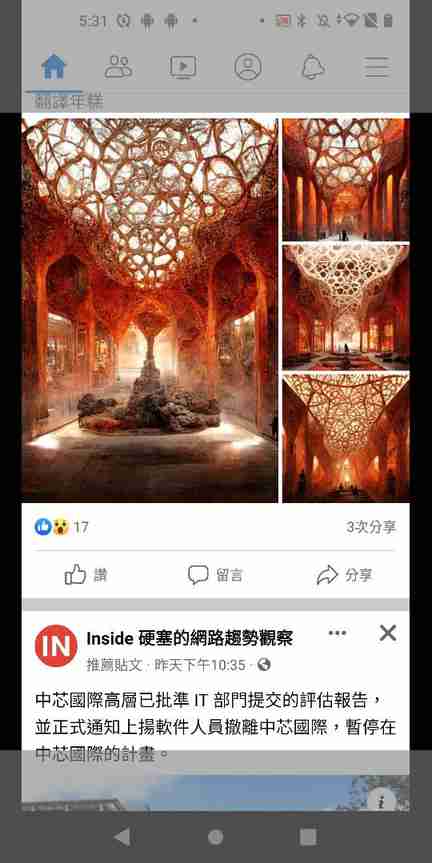 5:31
翻譯年糕
17
3次分享
讚
留言
分享
IN
Inside 硬塞的網路趨勢觀察
推薦貼文 · 昨天下午10:35 ·
中芯國際高層已批準 IT 部門提交的評估報告，
並正式通知上揚軟件人員撤離中芯國際，暫停在
中芯國際的計畫。
i